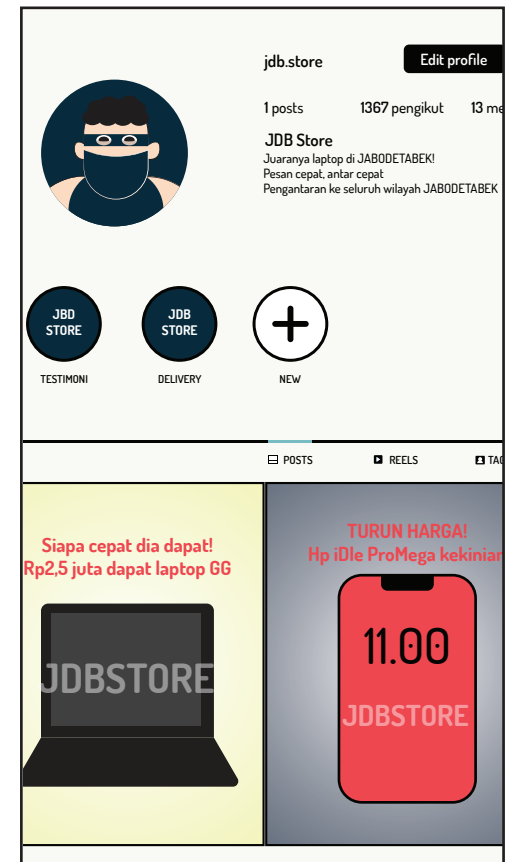 jdb.store
Edit profile
1 posts 1367 pengikut 13 me
JDB Store
Juaranya laptop di JABODETABEK!
Pesan cepat, antar cepat
Pengantaran ke seluruh wilayah JABODETABEK
JBD
STORE
JDB
STORE
TESTIMONI
DELIVERY
NEW
POSTS
REELS
TAG
Siapa cepat dia dapat!
Rp2,5 juta dapat laptop GG
JDBSTORE
TURUN HARGA!
Hp iDle ProMega kekinian
11.00
JDBSTORE